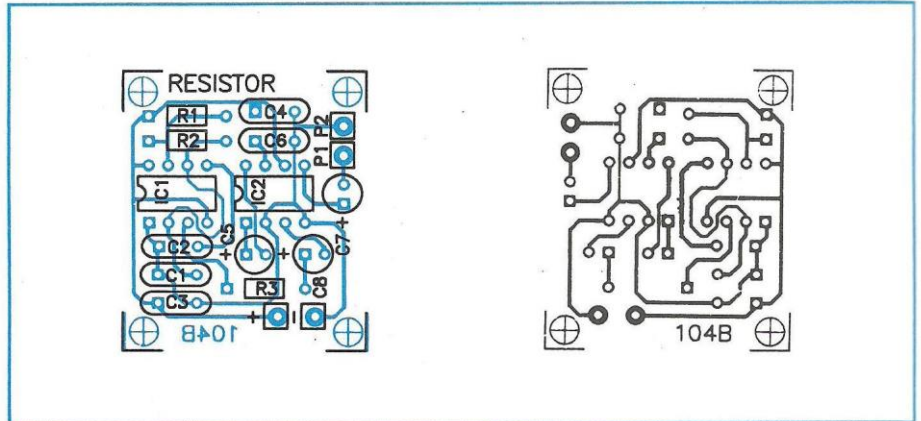 RESISTOR
R1
C4
R2
C6
P2
P1
IC1
IC2
C2
C5
+
+
+
C7
C1
R3
C8
C3
+
-
104B
104B